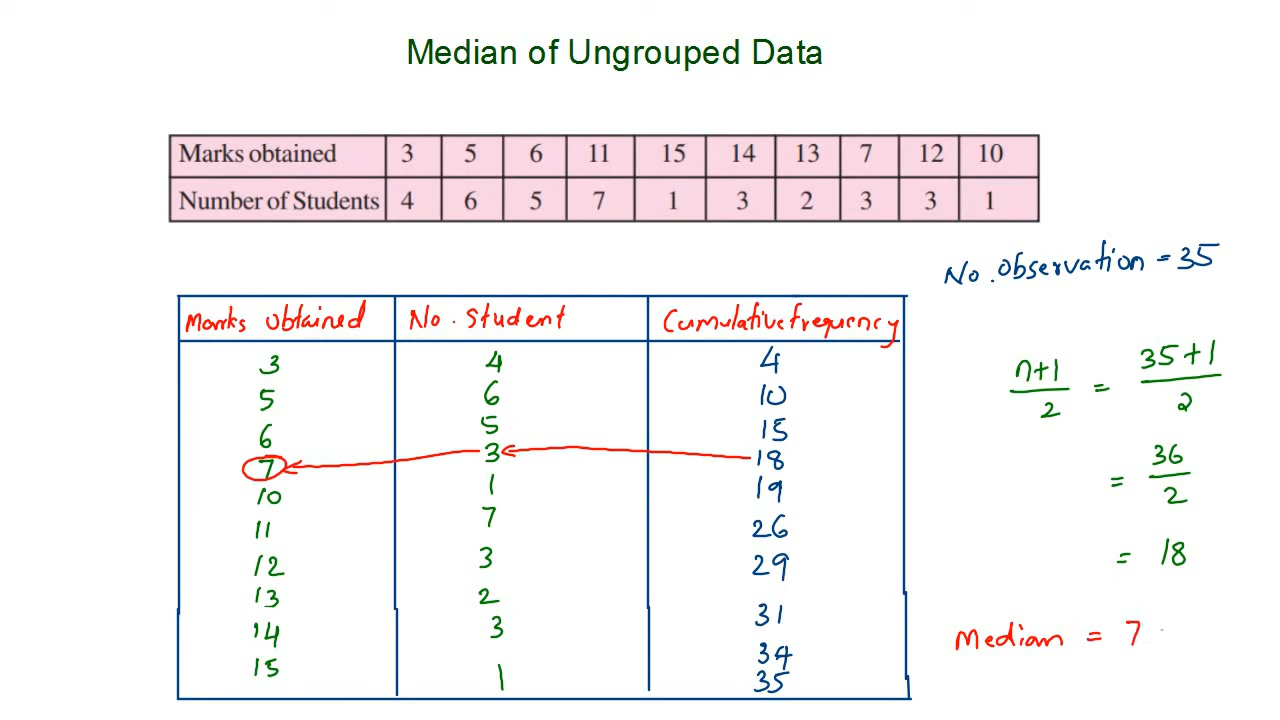 Median of Ungrouped Data
Marks obtained 3 5 6 11 15 14 13 7 12 10
Number of Students 4 6 5 7 1 3 2 3 3 1
No. Observation = 35
Marks obtained No. Student Cumulative frequency
3 4 4
5 6 10
6 5 15
7 3 18
10 1 19
11 7 26
12 3 29
13 2 31
14 3 34
15 1 35
n+1/2 = 35+1/2
= 36/2
= 18
Median = 7